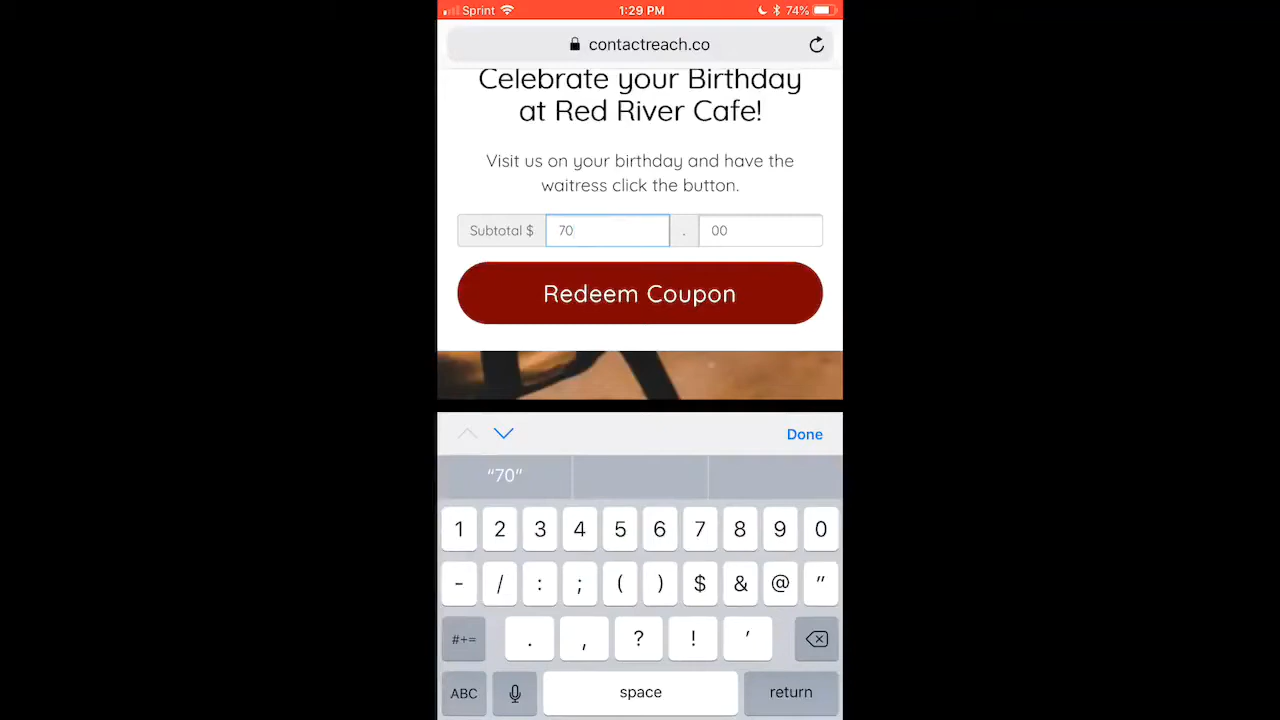 Sprint 1:29 PM 74%
contactreach.co
Celebrate your Birthday
at Red River Cafe!
Visit us on your birthday and have the
waitress click the button.
Subtotal $ 70 . 00
Redeem Coupon
Done
“70”
1 2 3 4 5 6 7 8 9 0
- / : ; ( ) $ & @ "
#+= . , ? ! '
ABC space return